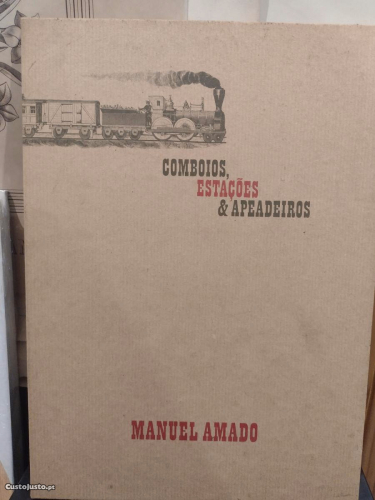 COMBOIOS,
ESTAÇÕES
& APEADEIROS
MANUEL AMADO
CustoJusto.pt